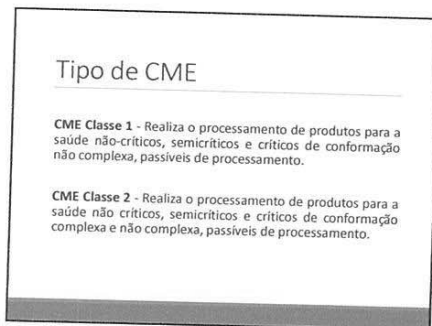 Tipo de CME
CME Classe 1 - Realiza o processamento de produtos para a
saúde não-críticos, semicríticos e críticos de conformação
não complexa, passíveis de processamento.
CME Classe 2 - Realiza o processamento de produtos para a
saúde não críticos, semicríticos e críticos de conformação
complexa e não complexa, passíveis de processamento.